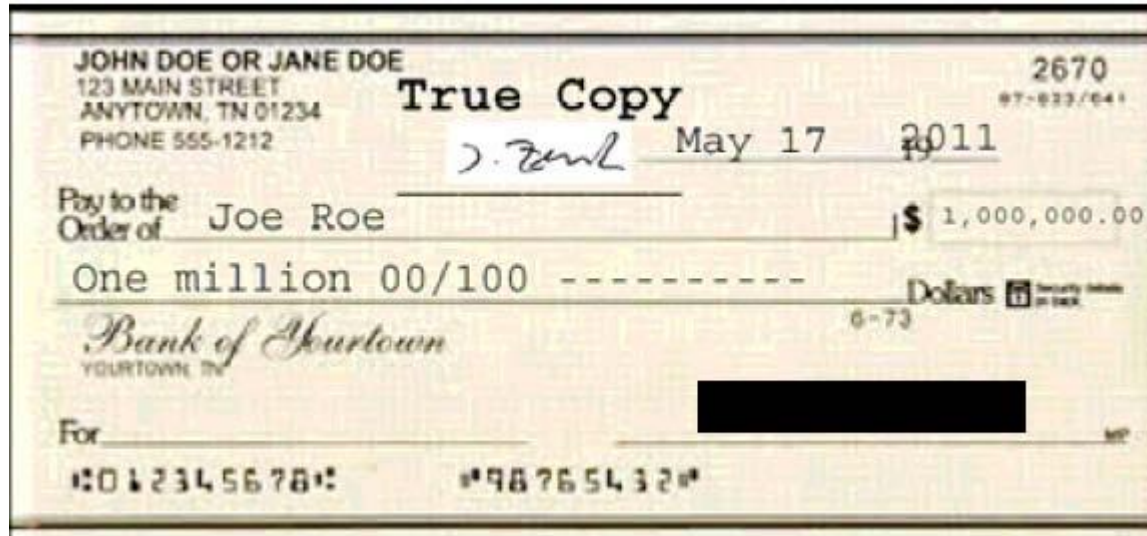 JOHN DOE OR JANE DOE
123 MAIN STREET
ANYTOWN, TN 01234
PHONE 555-1212
True Copy
2670
May 17 2011
Pay to the
Order of Joe Roe $ 1,000,000.00
One million 00/100 ---------- Dollars
6-73
Bank of Yourtown
YOURTOWN, TN
For MP
⑆012345678⑆ ⑈98765432⑈